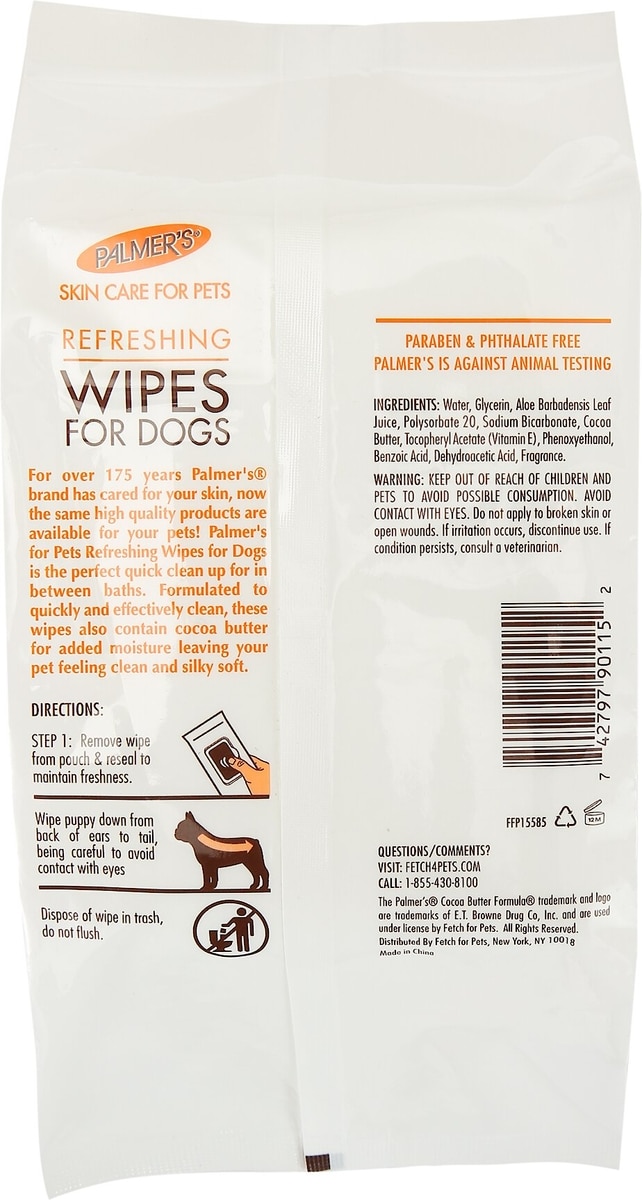 PALMER'S®
SKIN CARE FOR PETS
REFRESHING
WIPES
FOR DOGS
For over 175 years Palmer's®
brand has cared for your skin, now
the same high quality products are
available for your pets! Palmer's
for Pets Refreshing Wipes for Dogs
is the perfect quick clean up for in
between baths. Formulated to
quickly and effectively clean, these
wipes also contain cocoa butter
for added moisture leaving your
pet feeling clean and silky soft.
DIRECTIONS:
STEP 1: Remove wipe
from pouch & reseal to
maintain freshness.
Wipe puppy down from
back of ears to tail,
being careful to avoid
contact with eyes
Dispose of wipe in trash,
do not flush.
PARABEN & PHTHALATE FREE
PALMER'S IS AGAINST ANIMAL TESTING
INGREDIENTS: Water, Glycerin, Aloe Barbadensis Leaf
Juice, Polysorbate 20, Sodium Bicarbonate, Cocoa
Butter, Tocopheryl Acetate (Vitamin E), Phenoxyethanol,
Benzoic Acid, Dehydroacetic Acid, Fragrance.
WARNING: KEEP OUT OF REACH OF CHILDREN AND
PETS TO AVOID POSSIBLE CONSUMPTION. AVOID
CONTACT WITH EYES. Do not apply to broken skin or
open wounds. If irritation occurs, discontinue use. If
condition persists, consult a veterinarian.
7 42797 90115 2
FFP15585
12M
QUESTIONS/COMMENTS?
VISIT: FETCH4PETS.COM
CALL: 1-855-430-8100
The Palmer's® Cocoa Butter Formula® trademark and logo
are trademarks of E.T. Browne Drug Co, Inc. and are used
under license by Fetch for Pets. All Rights Reserved.
Distributed By Fetch for Pets, New York, NY 10018
Made in China